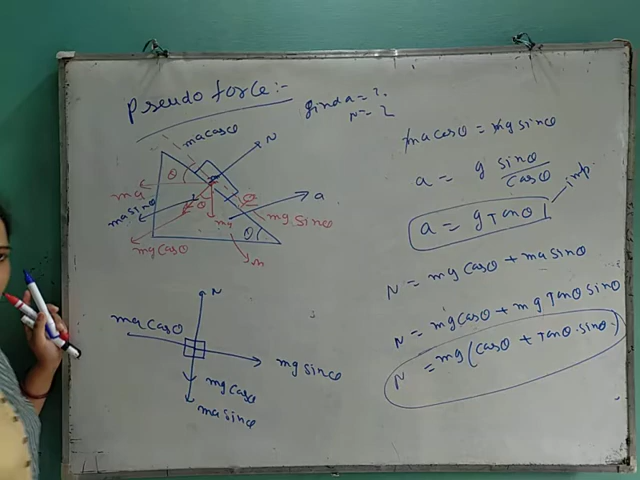 Pseudo force:-
find a = ?.
N = ?
ma cosθ
N
θ
ma
a
ma sinθ
θ
mg
mg sinθ
θ
mg cosθ
m
N
ma cosθ
mg sinθ
mg cosθ
ma sinθ
ma cosθ = mg sinθ
a = g sinθ/cosθ
a = g Tanθ imp.
N = mg cosθ + ma sinθ
N = mg cosθ + mg Tanθ sinθ
N = mg (cosθ + Tanθ. sinθ.)